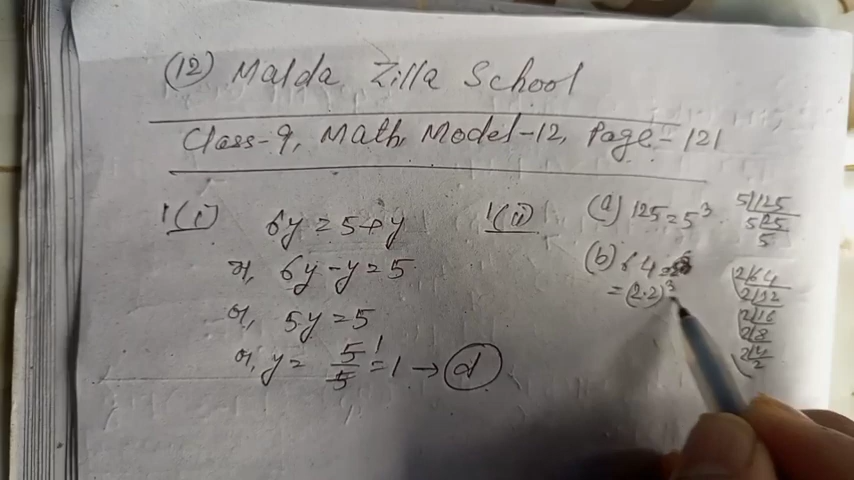 (12) Malda Zilla School
Class-9, Math, Model-12, Page-121
1(i) 6y = 5+y
বা, 6y-y=5
বা, 5y=5
বা, y= 5/5 1 =1 → (d)
1(ii) (a) 125=5³
(b) 64
=(2·2)³
5|125
5|25
5
2|64
2|32
2|16
2|8
2|4
2